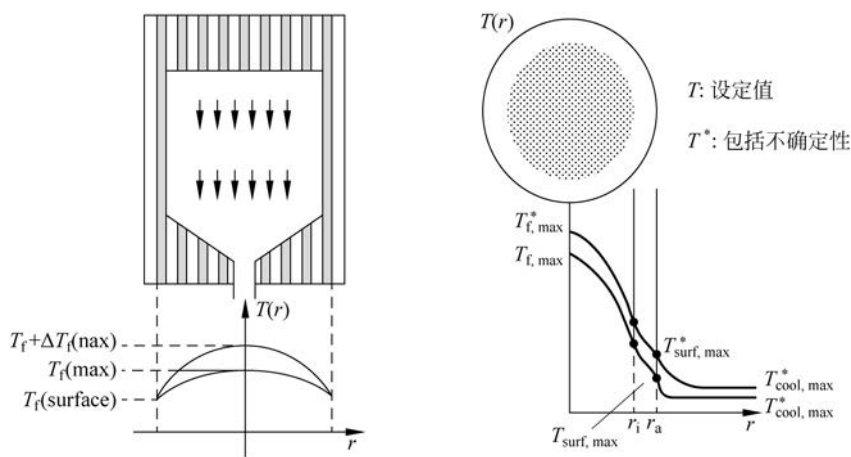 T(r)
T_f+ΔT_f(nax)
T_f(max)
T_f(surface)
r
T(r)
T: 设定值
T*: 包括不确定性
T*_f, max
T_f, max
T*_surf, max
T*_cool, max
T*_cool, max
T_surf, max
r_i
r_a
r